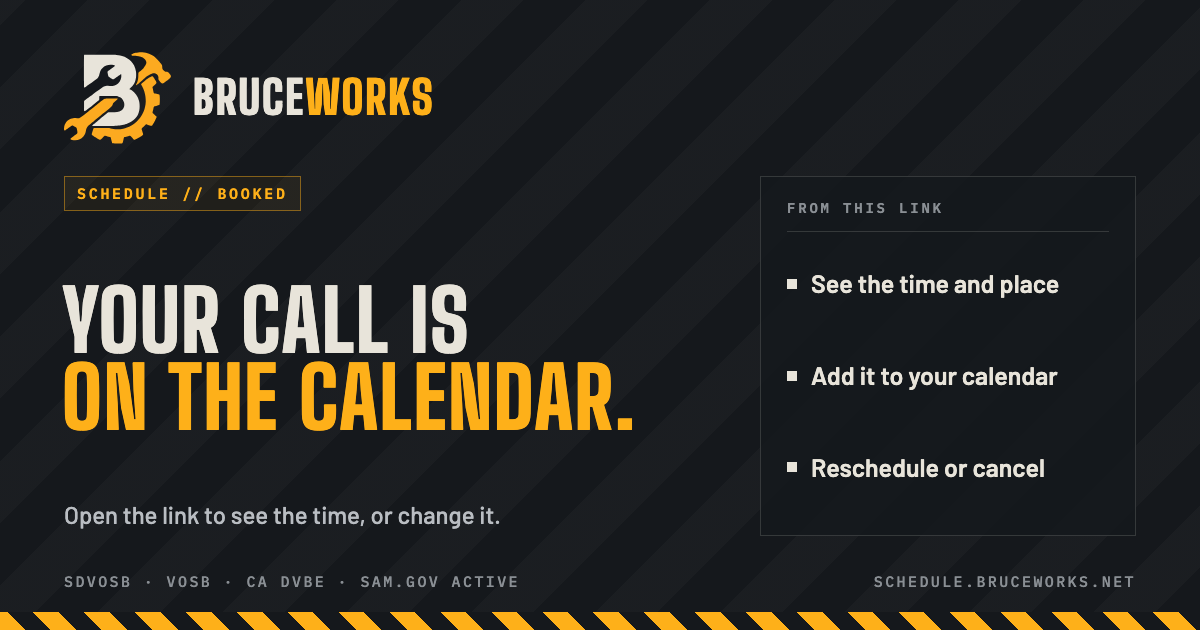 BRUCEWORKS
SCHEDULE // BOOKED
YOUR CALL IS
ON THE CALENDAR.
Open the link to see the time, or change it.
FROM THIS LINK
See the time and place
Add it to your calendar
Reschedule or cancel
SDVOSB · VOSB · CA DVBE · SAM.GOV ACTIVE
SCHEDULE.BRUCEWORKS.NET